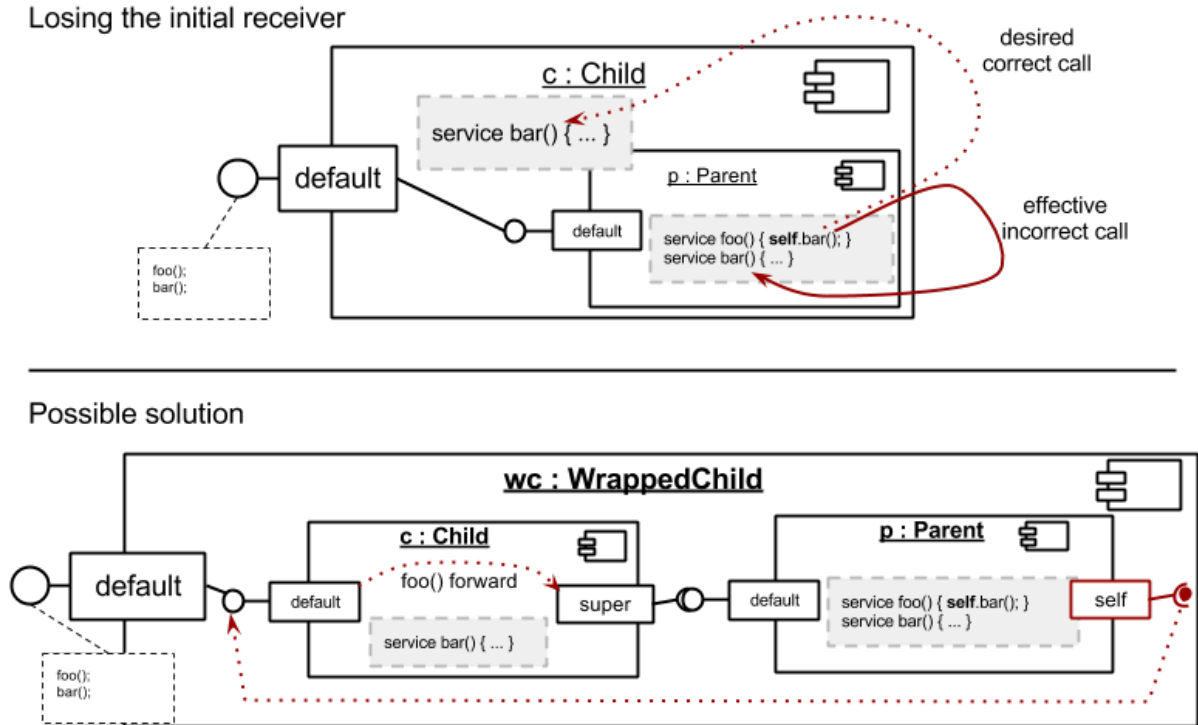 Losing the initial receiver
desired
correct call
c : Child
service bar() { ... }
default
p : Parent
default
service foo() { self.bar(); }
service bar() { ... }
effective
incorrect call
foo();
bar();
Possible solution
wc : WrappedChild
c : Child
p : Parent
default
foo() forward
default
super
default
service foo() { self.bar(); }
service bar() { ... }
self
service bar() { ... }
foo();
bar();